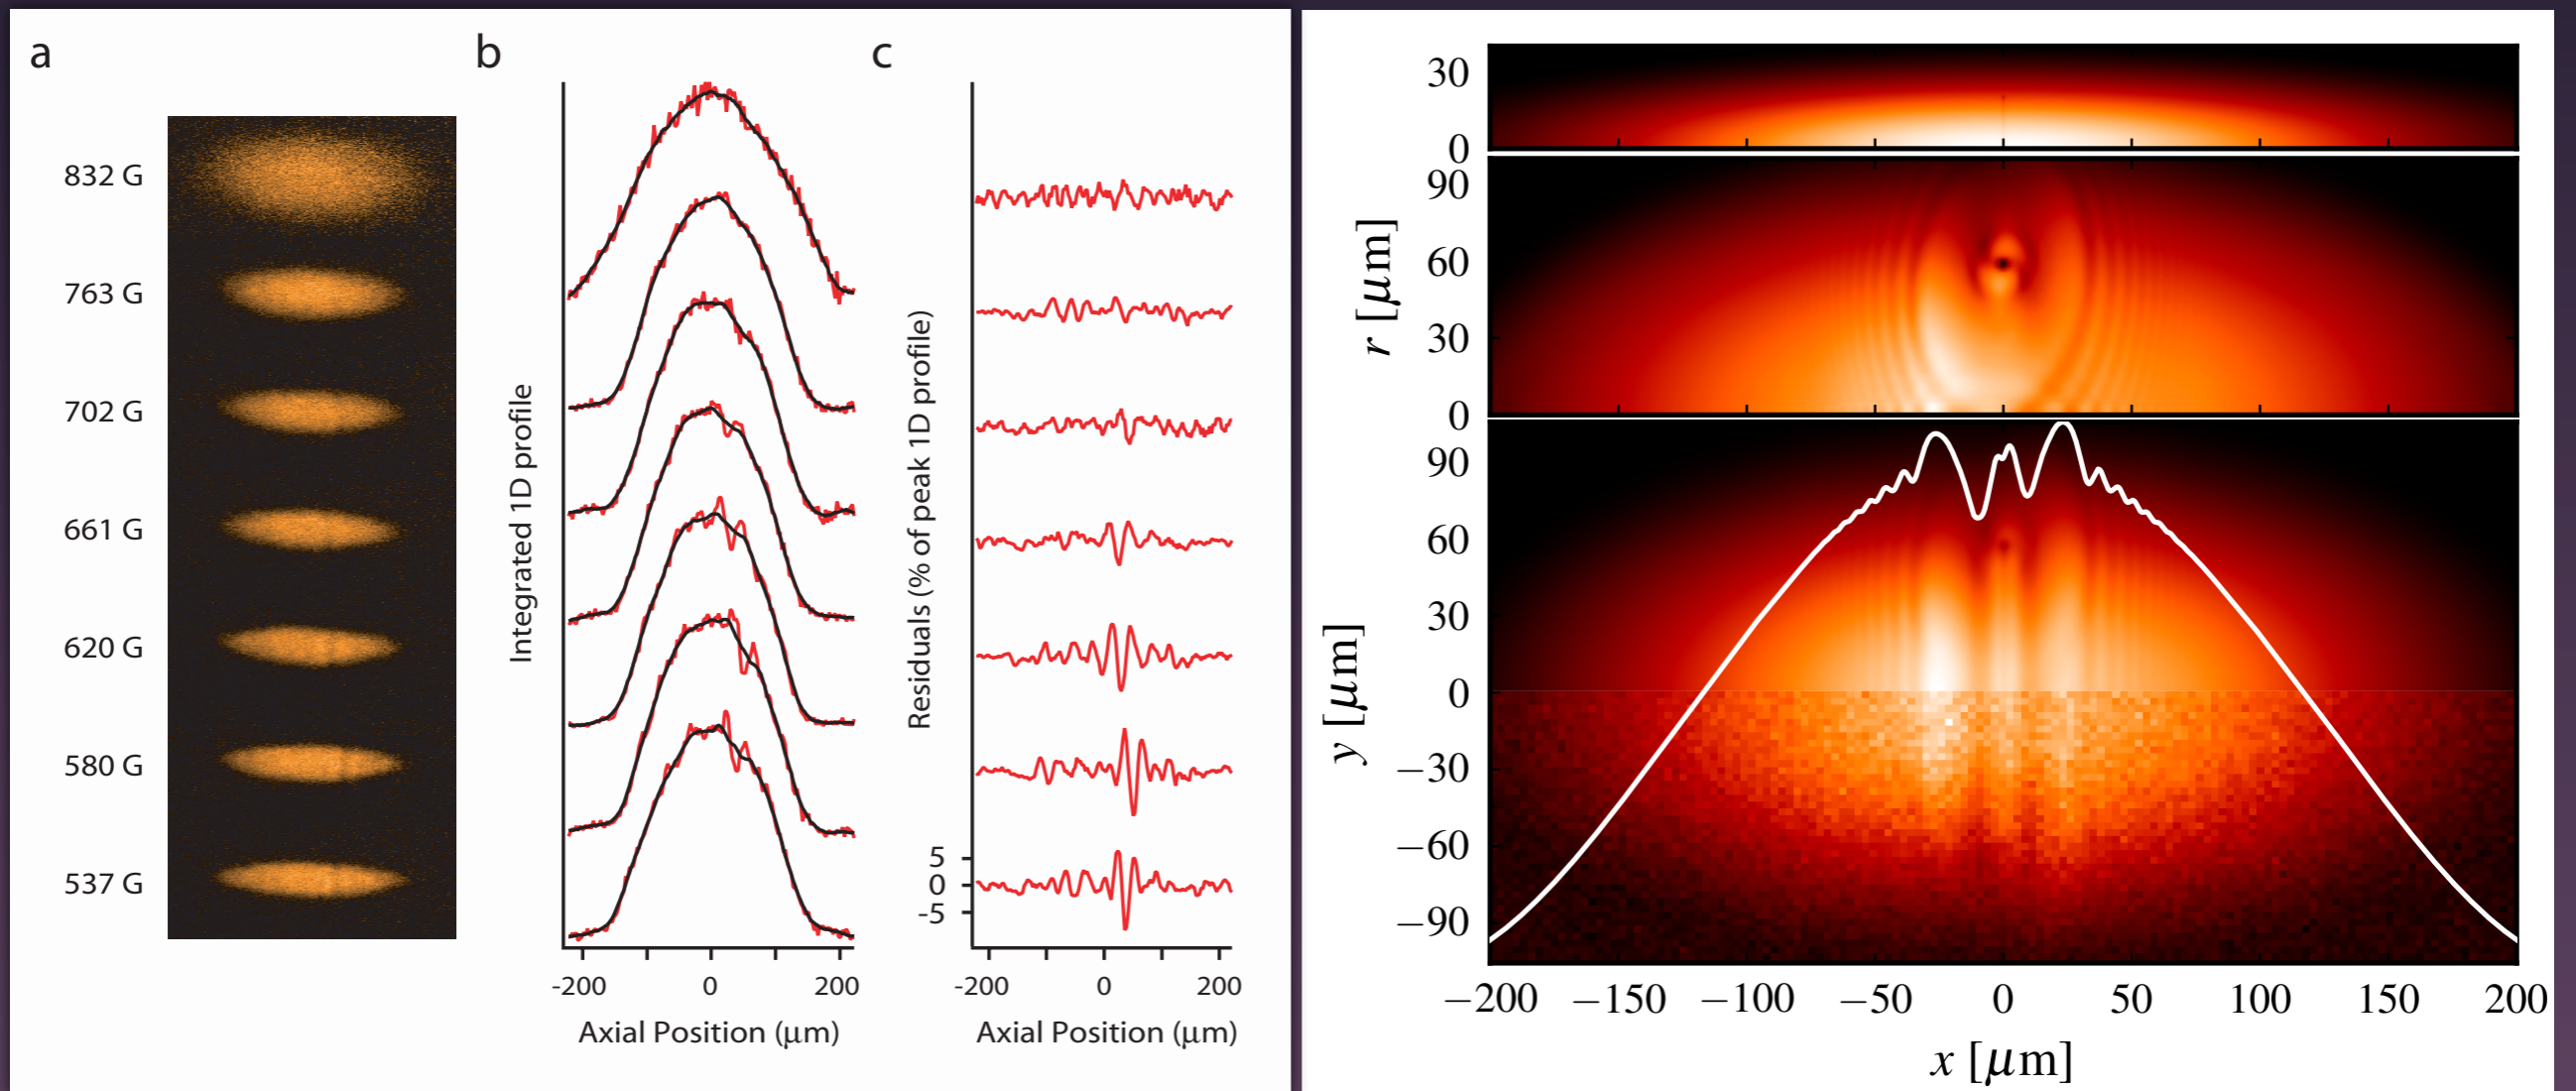 a
832 G
763 G
702 G
661 G
620 G
580 G
537 G
b
Integrated 1D profile
-200
0
200
Axial Position (μm)
c
Residuals (% of peak 1D profile)
5
0
-5
-200
0
200
Axial Position (μm)
30
0
90
60
30
0
r [μm]
90
60
30
0
−30
−60
−90
y [μm]
−200 −150 −100 −50 0 50 100 150 200
x [μm]